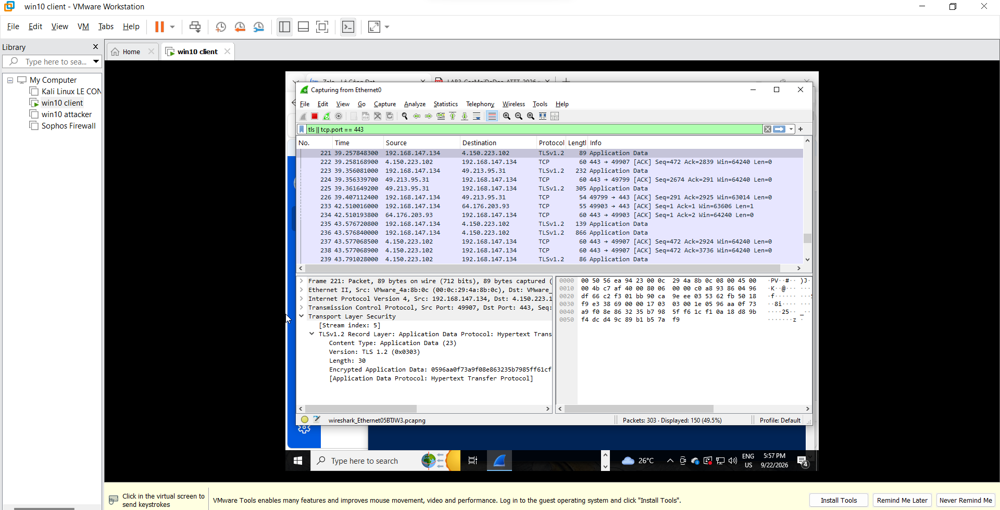 win10 client - VMware Workstation
File Edit View VM Tabs Help
Library
Type here to sea...
My Computer
Kali Linux LE CON
win10 client
win10 attacker
Sophos Firewall
Home
win10 client
Zalo - Lê Công Đạt
LAB3_CacMoiDeDoa_ATTT_2026
Capturing from Ethernet0
File Edit View Go Capture Analyze Statistics Telephony Wireless Tools Help
tls || tcp.port == 443
No. Time Source Destination Protocol Lengtl Info
221 39.257848300 192.168.147.134 4.150.223.102 TLSv1.2 89 Application Data
222 39.258168900 4.150.223.102 192.168.147.134 TCP 60 443 → 49907 [ACK] Seq=472 Ack=2839 Win=64240 Len=0
223 39.356081000 192.168.147.134 49.213.95.31 TLSv1.2 232 Application Data
224 39.356339700 49.213.95.31 192.168.147.134 TCP 60 443 → 49799 [ACK] Seq=2674 Ack=291 Win=64240 Len=0
225 39.361649200 49.213.95.31 192.168.147.134 TLSv1.2 305 Application Data
226 39.407112400 192.168.147.134 49.213.95.31 TCP 54 49799 → 443 [ACK] Seq=291 Ack=2925 Win=63014 Len=0
233 42.510016000 192.168.147.134 64.176.203.93 TCP 55 49903 → 443 [ACK] Seq=1 Ack=1 Win=63606 Len=1
234 42.510193800 64.176.203.93 192.168.147.134 TCP 60 443 → 49903 [ACK] Seq=1 Ack=2 Win=64240 Len=0
235 43.576720800 192.168.147.134 4.150.223.102 TLSv1.2 139 Application Data
236 43.576840000 192.168.147.134 4.150.223.102 TLSv1.2 866 Application Data
237 43.577068500 4.150.223.102 192.168.147.134 TCP 60 443 → 49907 [ACK] Seq=472 Ack=2924 Win=64240 Len=0
238 43.577068900 4.150.223.102 192.168.147.134 TCP 60 443 → 49907 [ACK] Seq=472 Ack=3736 Win=64240 Len=0
239 43.791028000 4.150.223.102 192.168.147.134 TLSv1.2 86 Application Data
Frame 221: Packet, 89 bytes on wire (712 bits), 89 bytes captured (
Ethernet II, Src: VMware_4a:8b:0c (00:0c:29:4a:8b:0c), Dst: VMware_
Internet Protocol Version 4, Src: 192.168.147.134, Dst: 4.150.223.1
Transmission Control Protocol, Src Port: 49907, Dst Port: 443, Seq:
Transport Layer Security
[Stream index: 5]
TLSv1.2 Record Layer: Application Data Protocol: Hypertext Trans
Content Type: Application Data (23)
Version: TLS 1.2 (0x0303)
Length: 30
Encrypted Application Data: 0596aa0f73a9f08e863235b7985ff61cf
[Application Data Protocol: Hypertext Transfer Protocol]
0000 00 50 56 ea 94 23 00 0c 29 4a 8b 0c 08 00 45 00 ·PV··#·· )J·
0010 00 4b c7 af 40 00 80 06 00 00 c0 a8 93 86 04 96 ·K··@··· ····
0020 df 66 c2 f3 01 bb 90 ca 9e ee 03 53 62 fb 50 18 ·f······ ···S
0030 f9 e3 38 69 00 00 17 03 03 00 1e 05 96 aa 0f 73 ··8i···· ····
0040 a9 f0 8e 86 32 35 b7 98 5f f6 1c f1 0a 18 d8 9b ····25·· _···
0050 f4 dc d4 9c 89 b1 b5 7a f9 ·······z ·
wireshark_Ethernet05BTJW3.pcapng
Packets: 303 · Displayed: 150 (49.5%)
Profile: Default
Type here to search
26°C
ENG
US
5:57 PM
9/22/2026
4
Click in the virtual screen to
send keystrokes
VMware Tools enables many features and improves mouse movement, video and performance. Log in to the guest operating system and click "Install Tools".
Install Tools
Remind Me Later
Never Remind Me